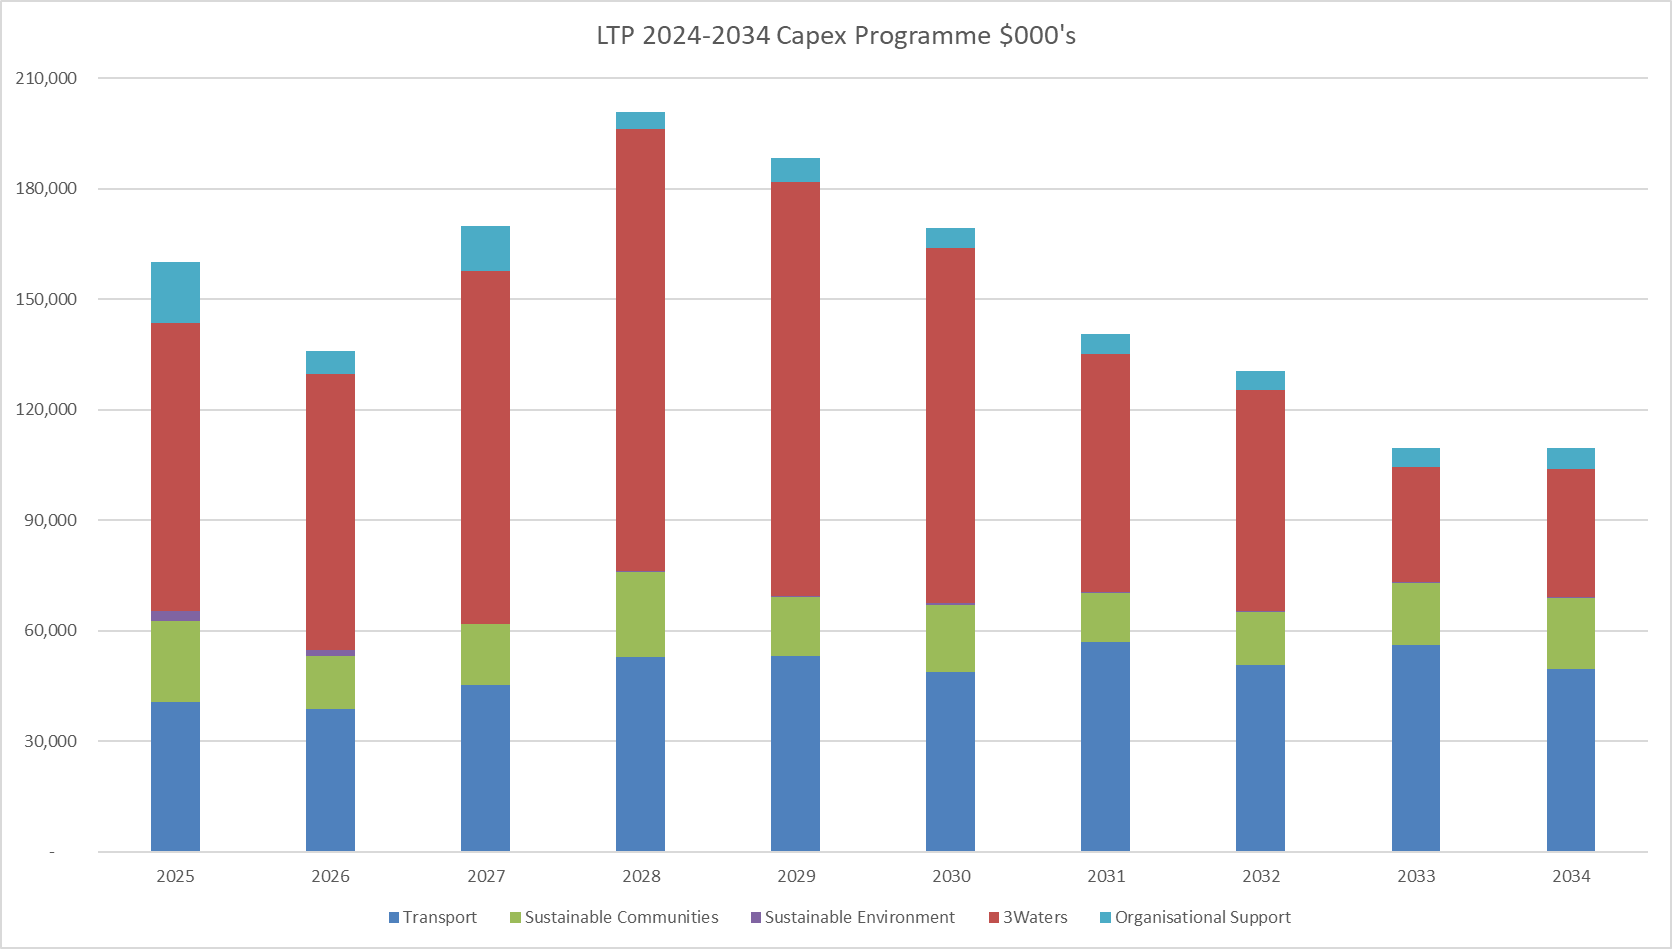 LTP 2024-2034 Capex Programme $000's
210,000
180,000
150,000
120,000
90,000
60,000
30,000
-
2025 2026 2027 2028 2029 2030 2031 2032 2033 2034
Transport Sustainable Communities Sustainable Environment 3Waters Organisational Support